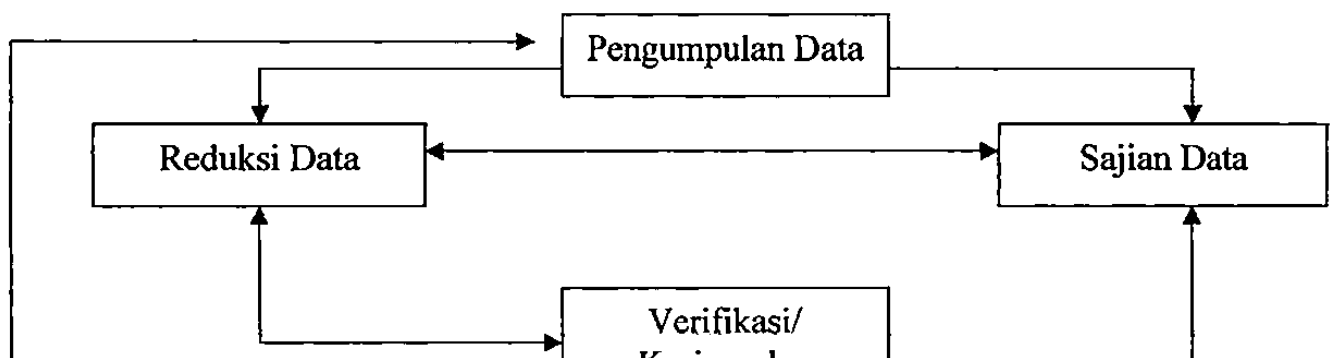 Pengumpulan Data
Reduksi Data
Sajian Data
Verifikasi/